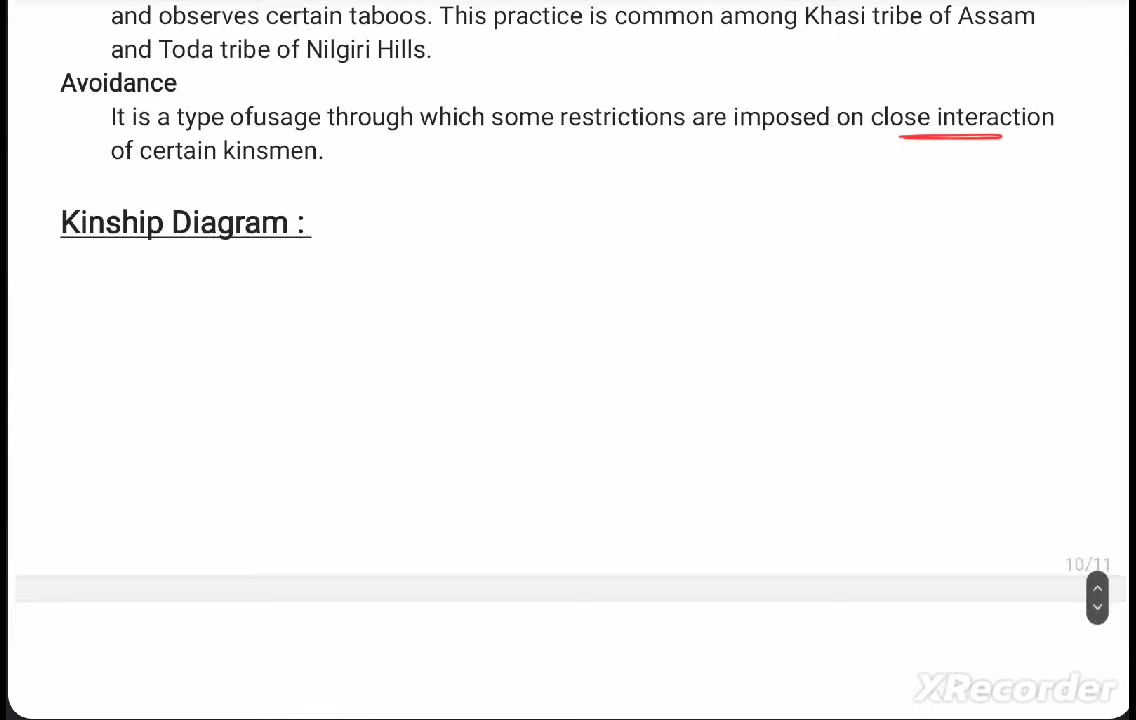 and observes certain taboos. This practice is common among Khasi tribe of Assam
and Toda tribe of Nilgiri Hills.
Avoidance
It is a type ofusage through which some restrictions are imposed on close interaction
of certain kinsmen.
Kinship Diagram :
10/11
XRecorder